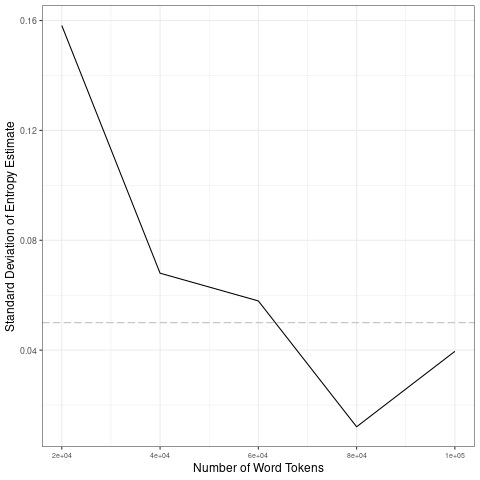 0.16
0.12
0.08
0.04
Standard Deviation of Entropy Estimate
2e+04 4e+04 6e+04 8e+04 1e+05
Number of Word Tokens